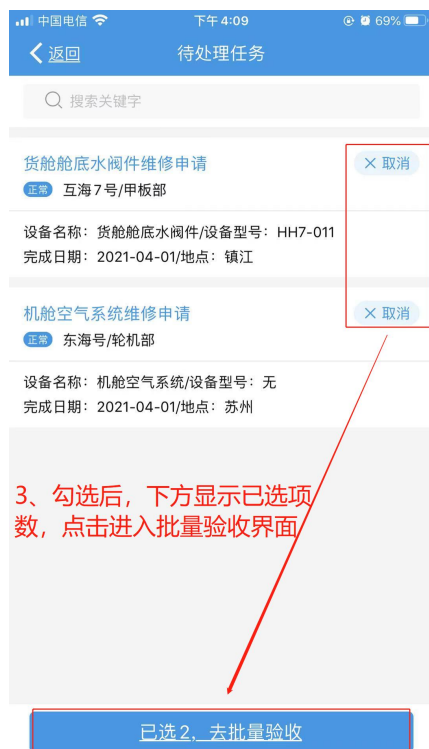 中国电信 下午4:09 69%
返回 待处理任务
搜索关键字
货舱舱底水阀件维修申请 × 取消
正常 互海7号/甲板部
设备名称：货舱舱底水阀件/设备型号：HH7-011
完成日期：2021-04-01/地点：镇江
机舱空气系统维修申请 × 取消
正常 东海号/轮机部
设备名称：机舱空气系统/设备型号：无
完成日期：2021-04-01/地点：苏州
3、勾选后，下方显示已选项
数，点击进入批量验收界面
已选2，去批量验收